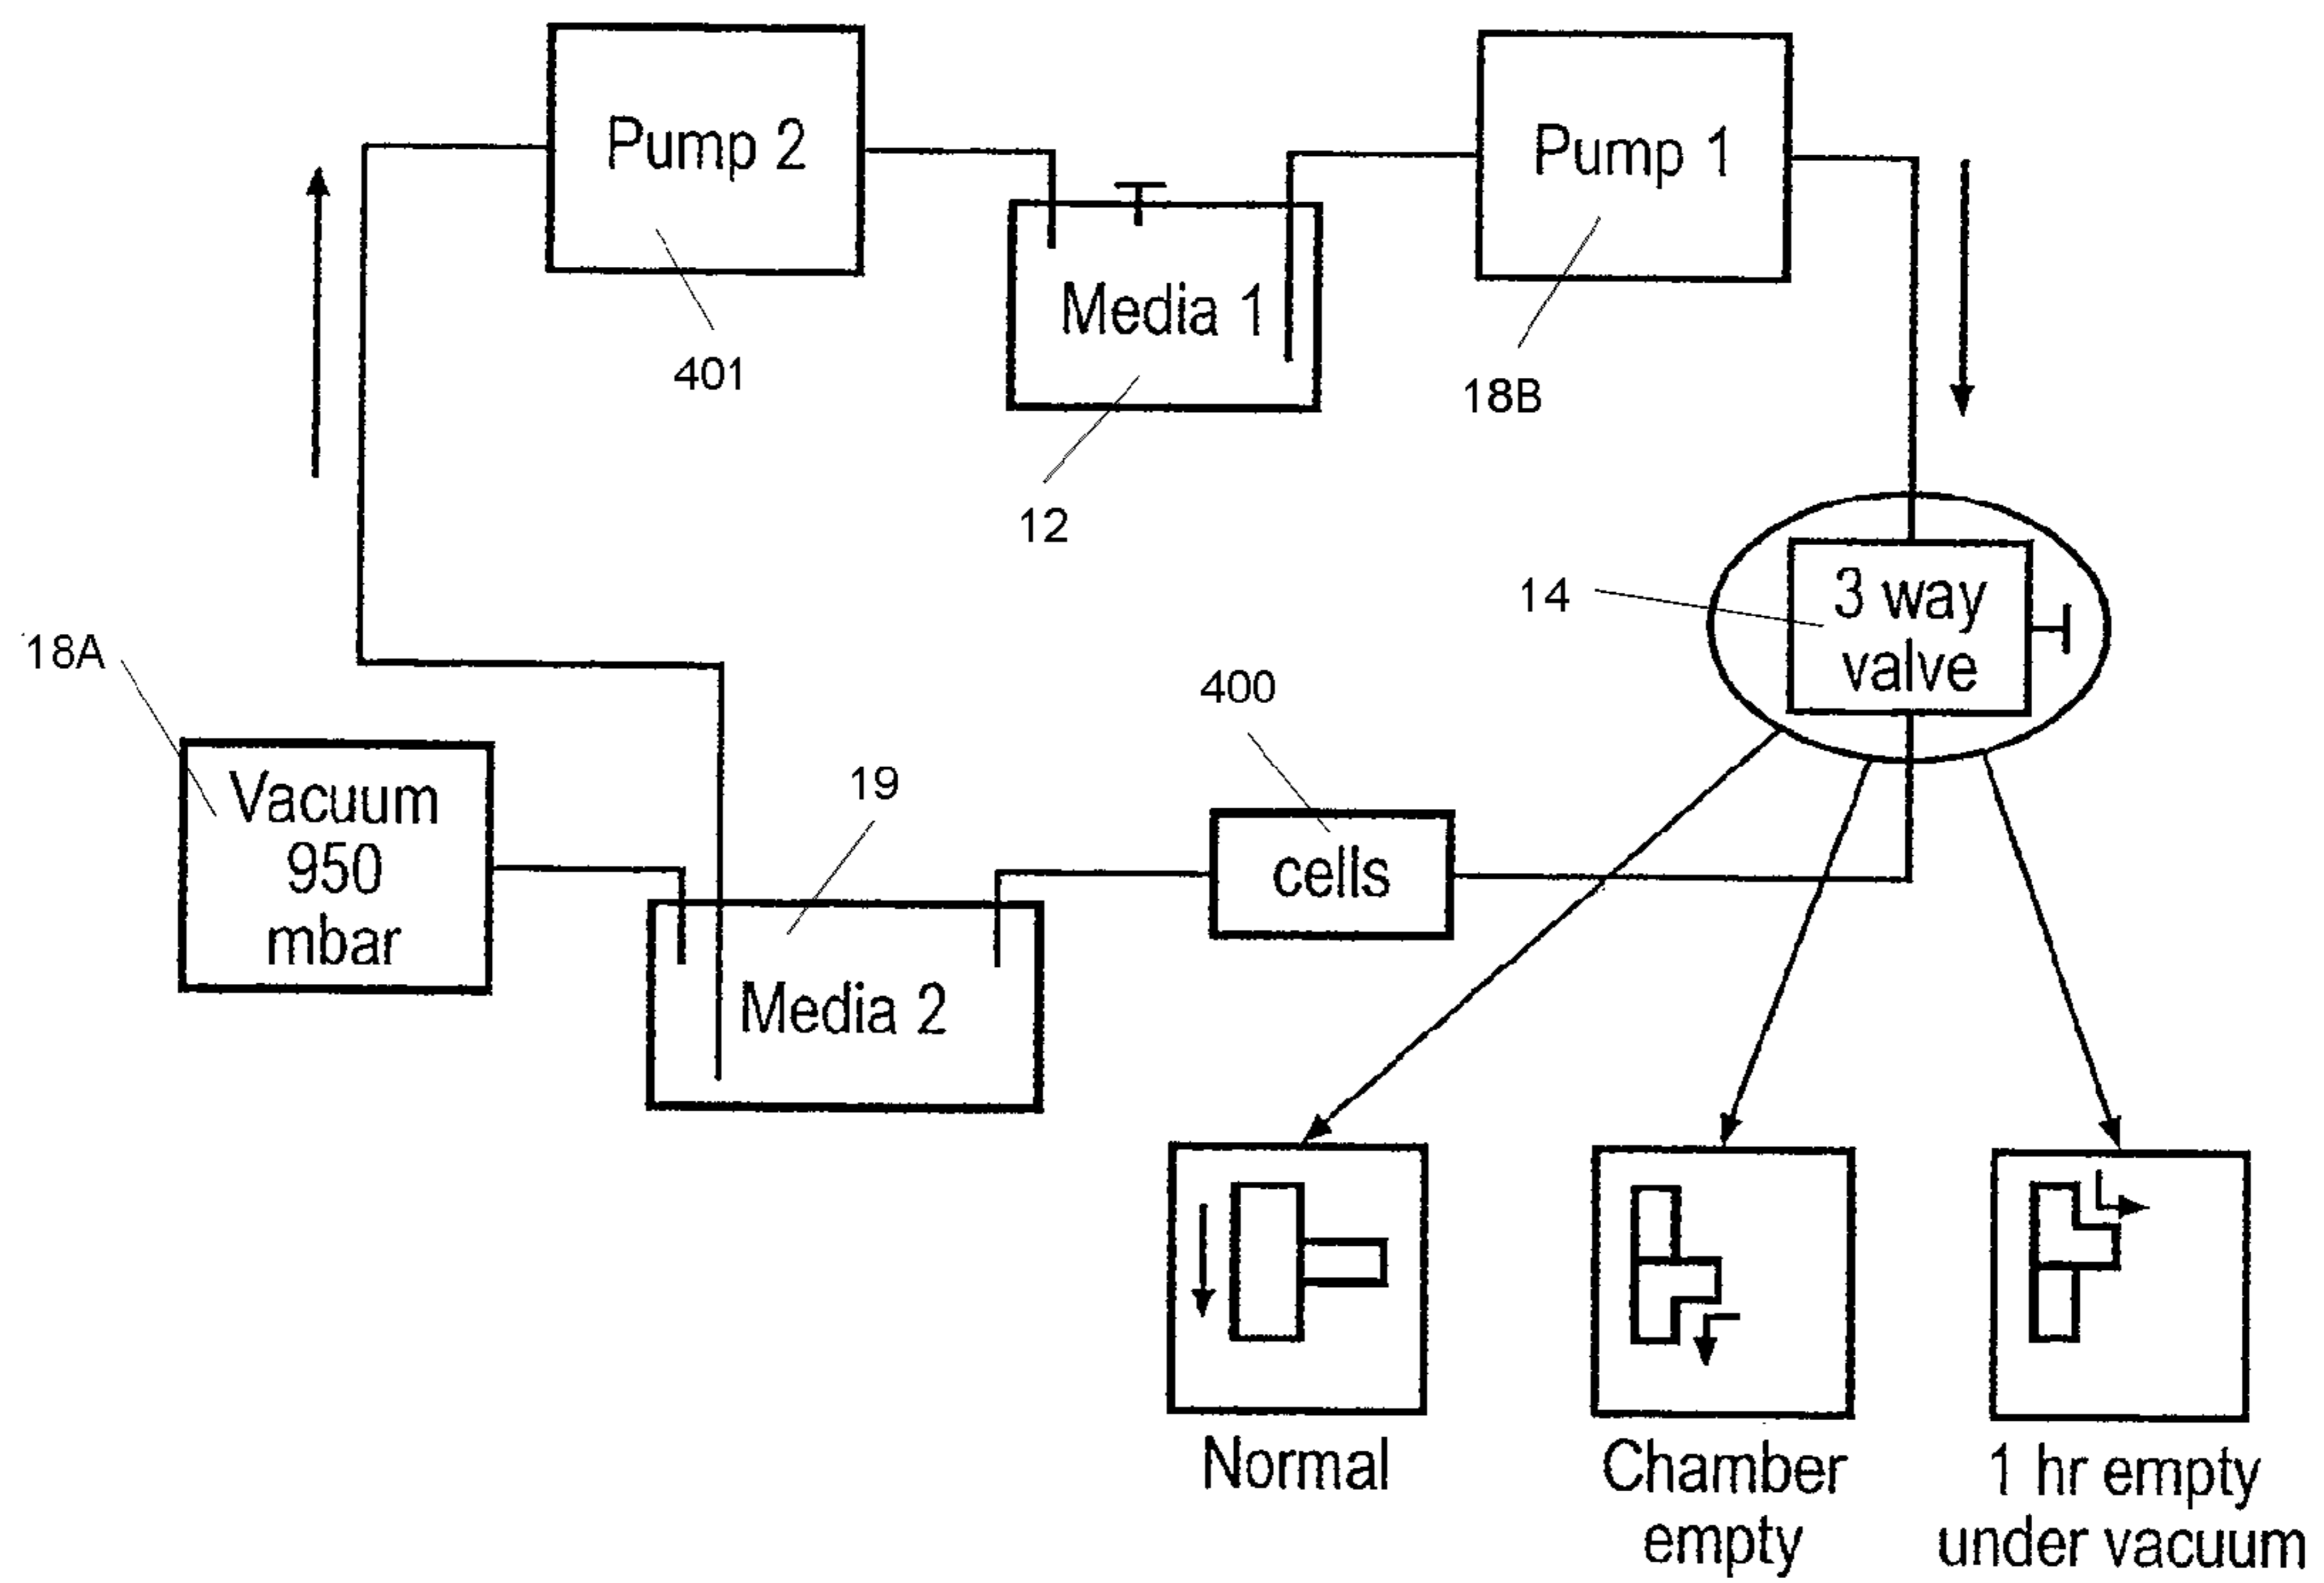 Pump 2
Pump 1
Media 1
401
18B
12
14
3 way
valve
18A
400
Vacuum
950
mbar
19
cells
Media 2
Normal
Chamber
empty
1 hr empty
under vacuum